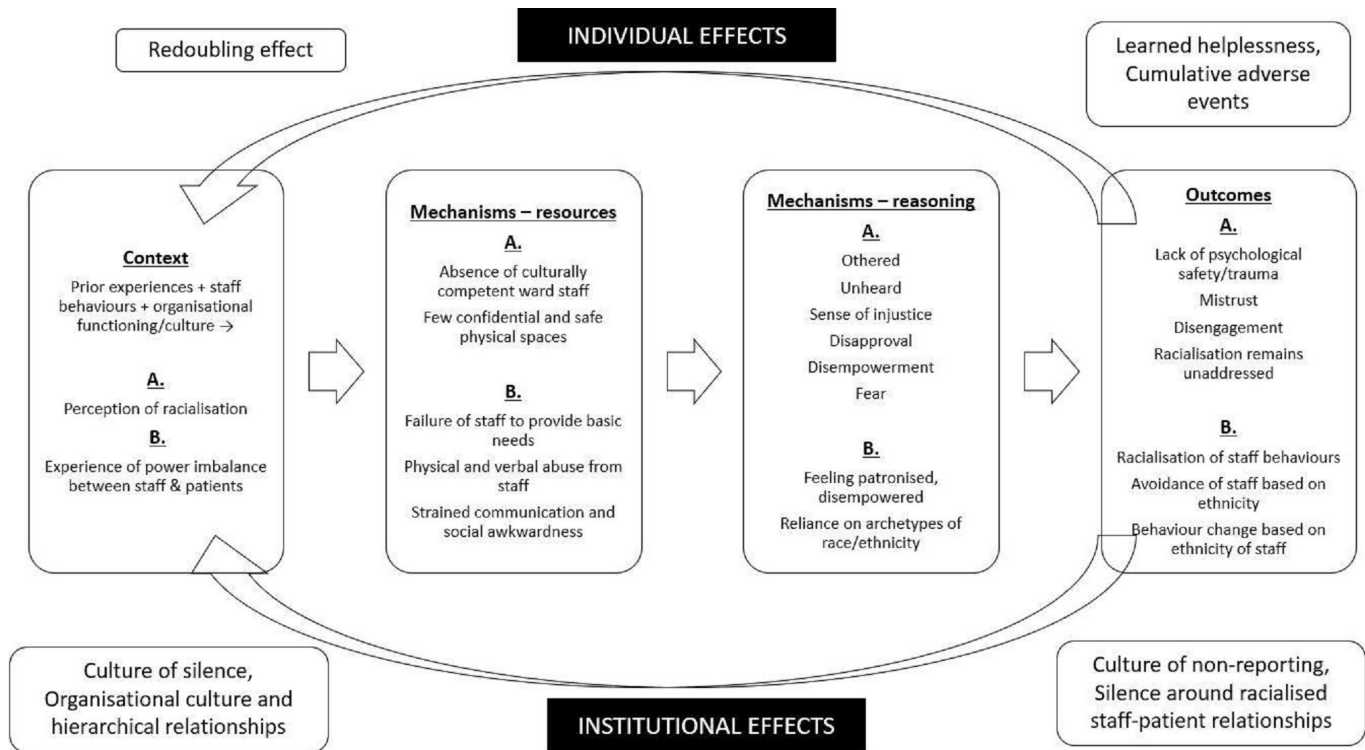 INDIVIDUAL EFFECTS
Redoubling effect
Learned helplessness,
Cumulative adverse
events
Context
Prior experiences + staff
behaviours + organisational
functioning/culture →
A.
Perception of racialisation
B.
Experience of power imbalance
between staff & patients
Mechanisms – resources
A.
Absence of culturally
competent ward staff
Few confidential and safe
physical spaces
B.
Failure of staff to provide basic
needs
Physical and verbal abuse from
staff
Strained communication and
social awkwardness
Mechanisms – reasoning
A.
Othered
Unheard
Sense of injustice
Disapproval
Disempowerment
Fear
B.
Feeling patronised,
disempowered
Reliance on archetypes of
race/ethnicity
Outcomes
A.
Lack of psychological
safety/trauma
Mistrust
Disengagement
Racialisation remains
unaddressed
B.
Racialisation of staff behaviours
Avoidance of staff based on
ethnicity
Behaviour change based on
ethnicity of staff
Culture of silence,
Organisational culture and
hierarchical relationships
INSTITUTIONAL EFFECTS
Culture of non-reporting,
Silence around racialised
staff-patient relationships